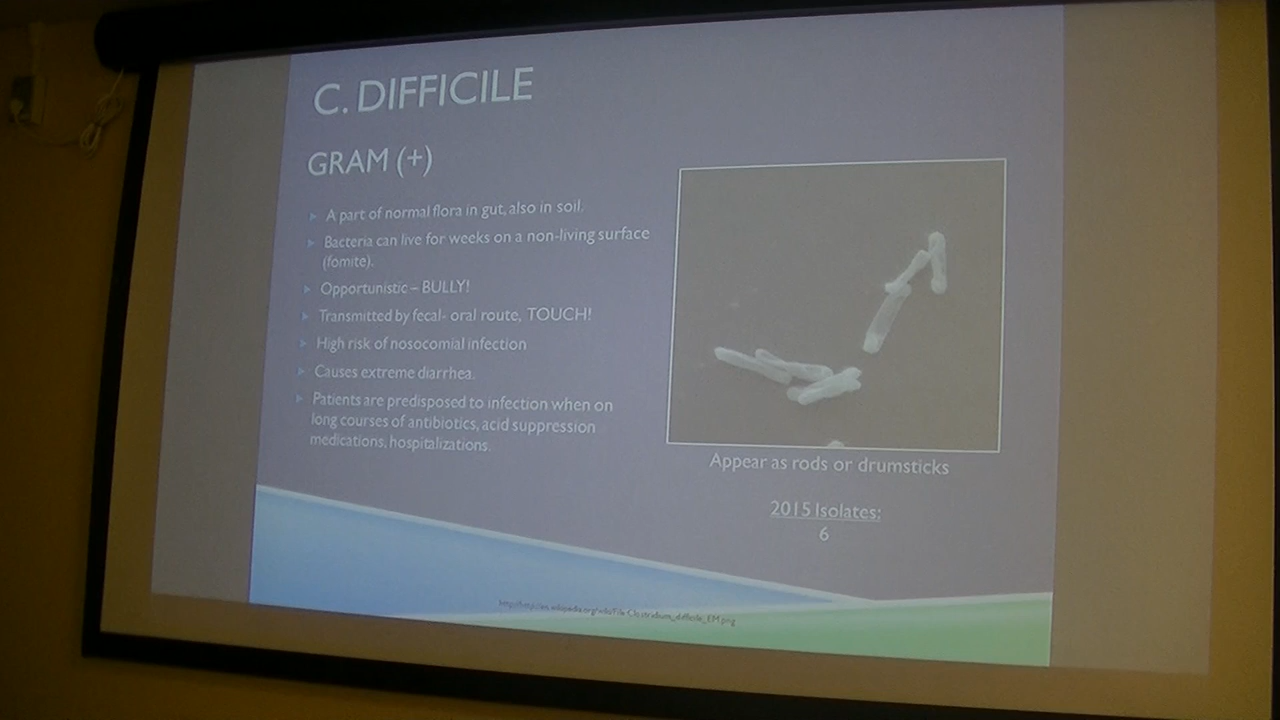 C. DIFFICILE
GRAM (+)
A part of normal flora in gut, also in soil.
Bacteria can live for weeks on a non-living surface
(fomite).
Opportunistic – BULLY!
Transmitted by fecal- oral route, TOUCH!
High risk of nosocomial infection
Causes extreme diarrhea.
Patients are predisposed to infection when on
long courses of antibiotics, acid suppression
medications, hospitalizations.
Appear as rods or drumsticks
2015 Isolates:
6